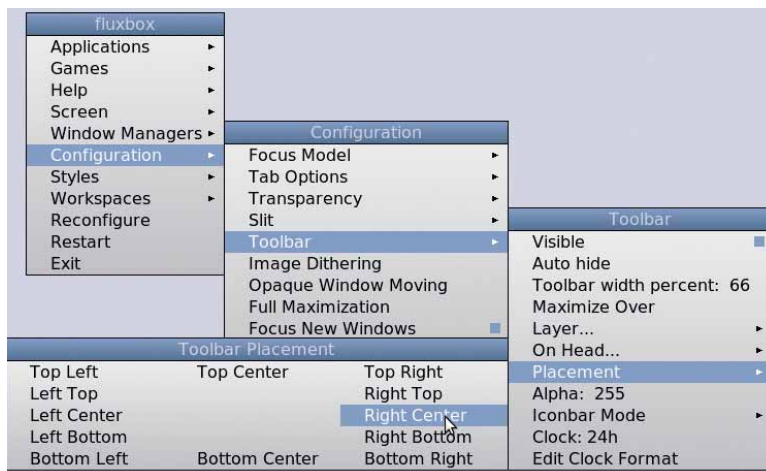 fluxbox
Applications
Games
Help
Screen
Window Managers
Configuration
Styles
Workspaces
Reconfigure
Restart
Exit
Configuration
Focus Model
Tab Options
Transparency
Slit
Toolbar
Image Dithering
Opaque Window Moving
Full Maximization
Focus New Windows
Toolbar
Visible
Auto hide
Toolbar width percent: 66
Maximize Over
Layer...
On Head...
Placement
Alpha: 255
Iconbar Mode
Clock: 24h
Edit Clock Format
Toolbar Placement
Top Left Top Center Top Right
Left Top Right Top
Left Center Right Center
Left Bottom Right Bottom
Bottom Left Bottom Center Bottom Right